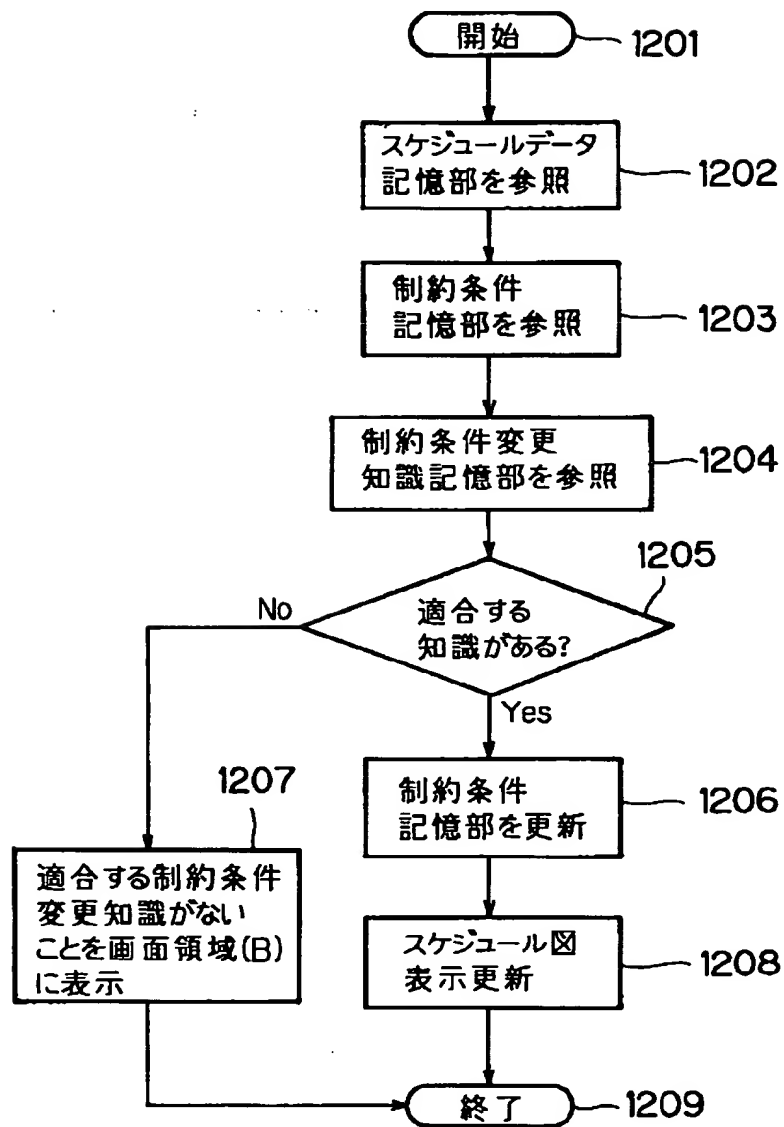 開始
1201
スケジュールデータ
記憶部を参照
1202
制約条件
記憶部を参照
1203
制約条件変更
知識記憶部を参照
1204
1205
適合する
知識がある?
No
Yes
1207
制約条件
記憶部を更新
1206
適合する制約条件
変更知識がない
ことを画面領域(B)
に表示
スケジュール図
表示更新
1208
終了
1209